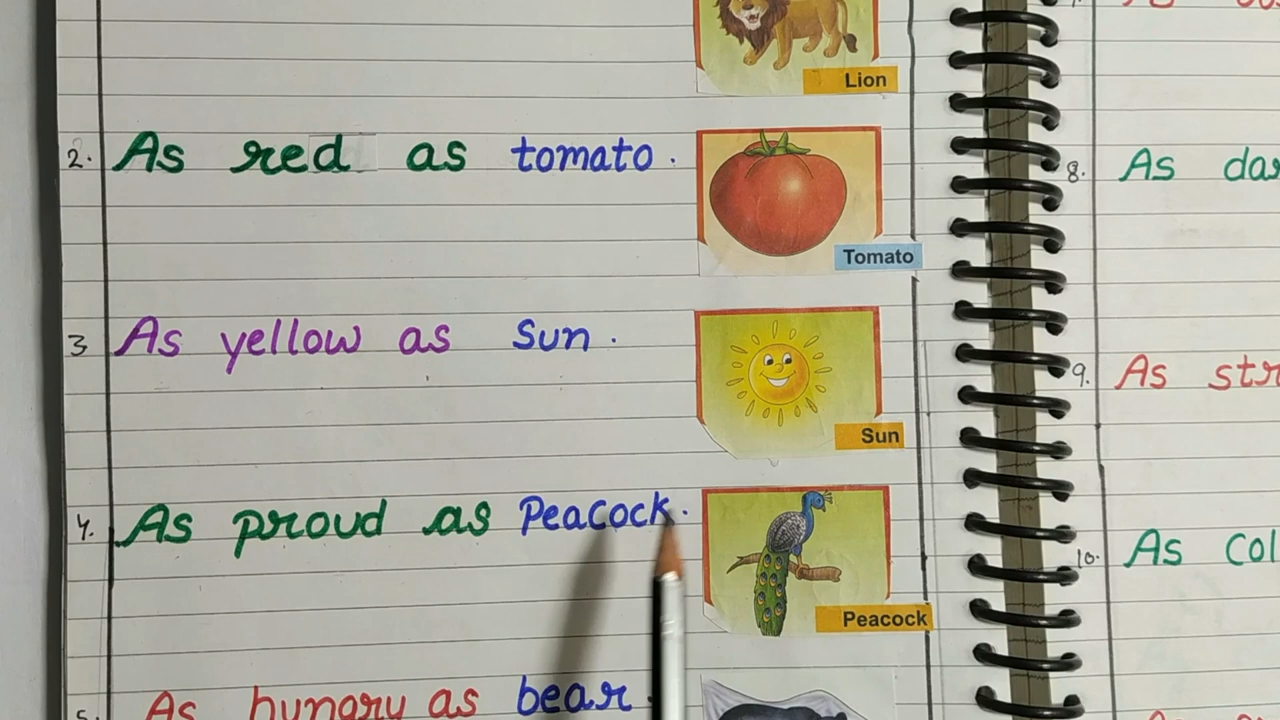 Lion
2. As red as tomato.
Tomato
3 As yellow as Sun.
Sun
4. As proud as Peacock.
Peacock
5. As hungry as bear.
8. As
9. As
10. As